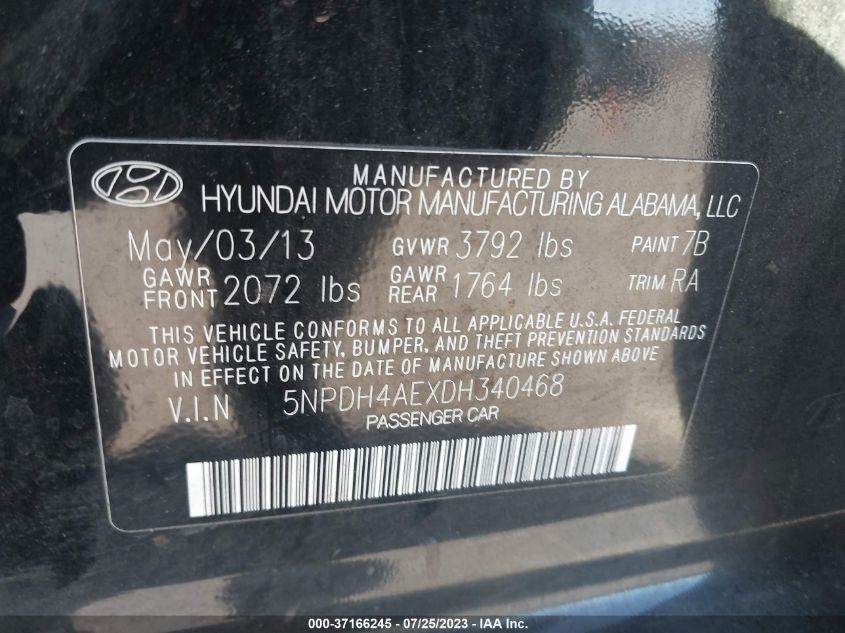 MANUFACTURED BY
HYUNDAI MOTOR MANUFACTURING ALABAMA, LLC
May/03/13 GVWR 3792 lbs PAINT 7B
GAWR FRONT 2072 lbs GAWR REAR 1764 lbs TRIM RA
THIS VEHICLE CONFORMS TO ALL APPLICABLE U.S.A. FEDERAL
MOTOR VEHICLE SAFETY, BUMPER, AND THEFT PREVENTION STANDARDS
IN EFFECT ON THE DATE OF MANUFACTURE SHOWN ABOVE
V.I.N 5NPDH4AEXDH340468
PASSENGER CAR
000-37166245 - 07/25/2023 - IAA Inc.